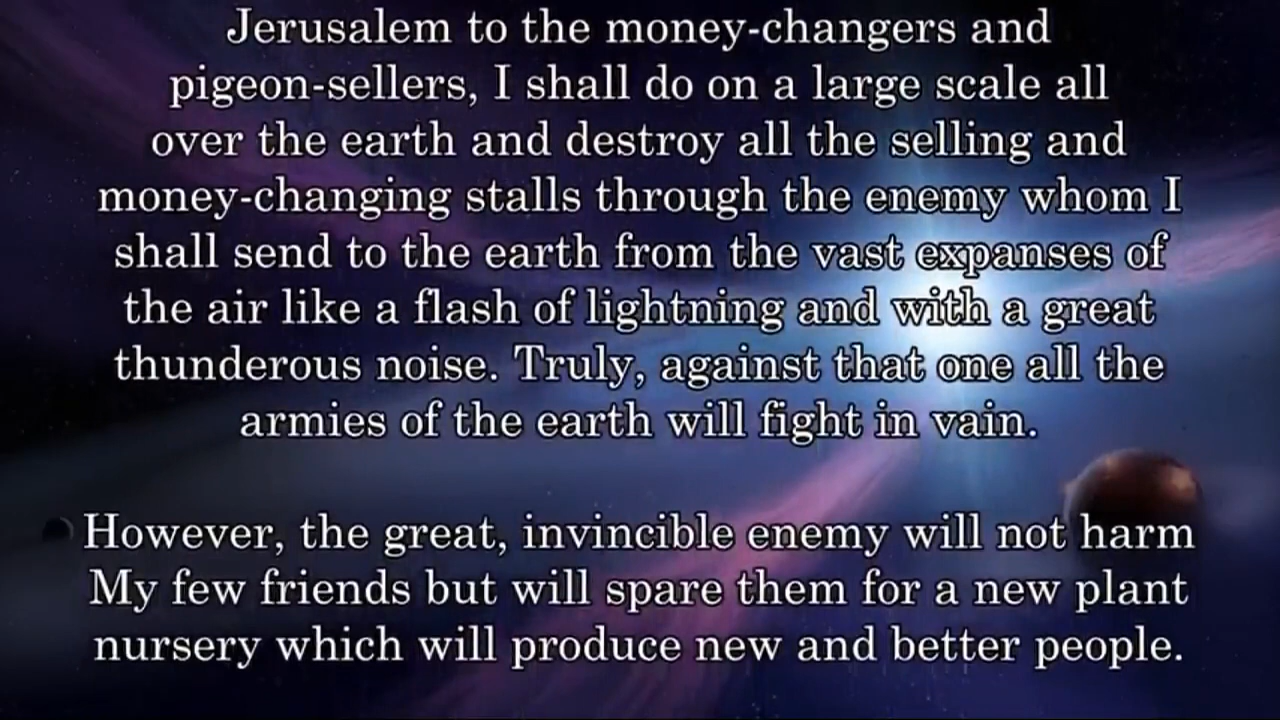 Jerusalem to the money-changers and
pigeon-sellers, I shall do on a large scale all
over the earth and destroy all the selling and
money-changing stalls through the enemy whom I
shall send to the earth from the vast expanses of
the air like a flash of lightning and with a great
thunderous noise. Truly, against that one all the
armies of the earth will fight in vain.
However, the great, invincible enemy will not harm
My few friends but will spare them for a new plant
nursery which will produce new and better people.